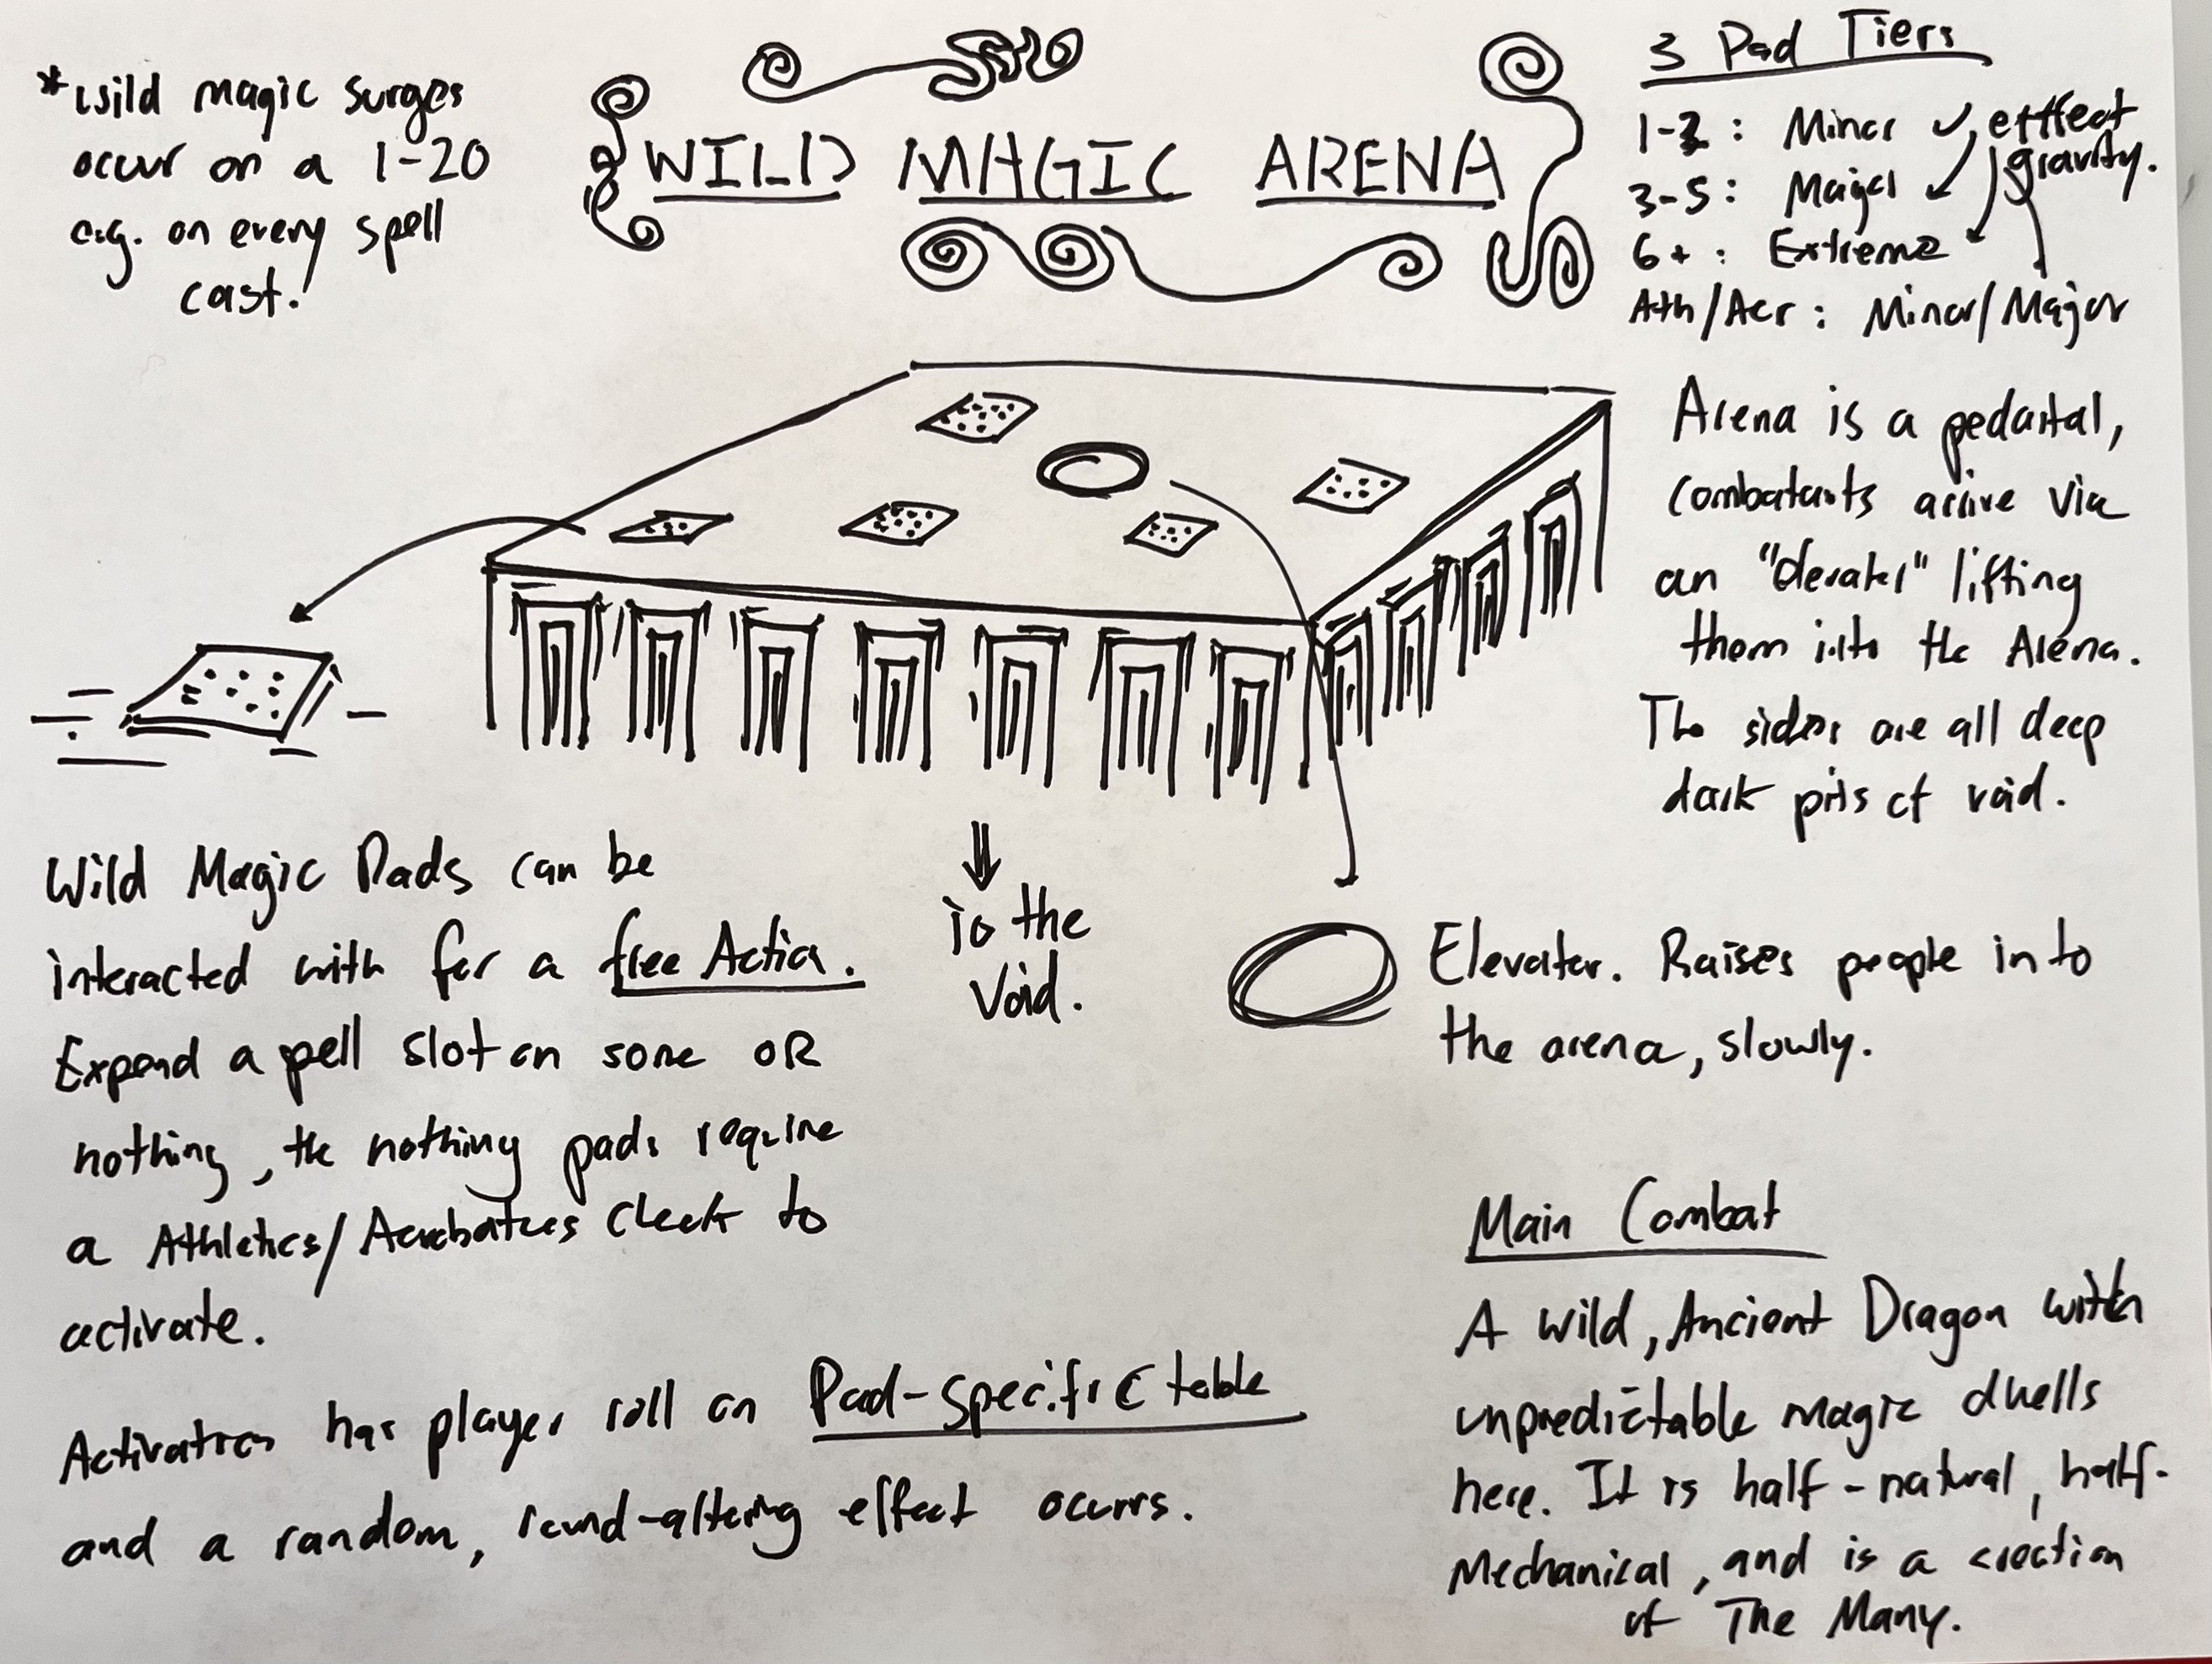 *Wild magic surges
occur on a 1-20
e.g. on every spell
cast!
WILD MAGIC ARENA
3 Pad Tiers
1-2 : Minor effect
gravity.
3-5 : Major
6+ : Extreme
Ath/Acr : Minor/Major
Arena is a pedastal,
combatants arrive via
an "elevater" lifting
them into the Arena.
The sides are all deep
dark pits of void.
Wild Magic Pads can be
interacted with for a free Action.
Expend a spell slot on some OR
nothing, the nothing pads require
a Athletics/Acrobatics check to
activate.
Activation has player roll on Pad-specific table
and a random, round-altering effect occurs.
to the
Void.
Elevator. Raises people into
the arena, slowly.
Main Combat
A wild, Ancient Dragon with
unpredictable magic dwells
here. It is half-natural, half-
Mechanical, and is a creation
of The Many.